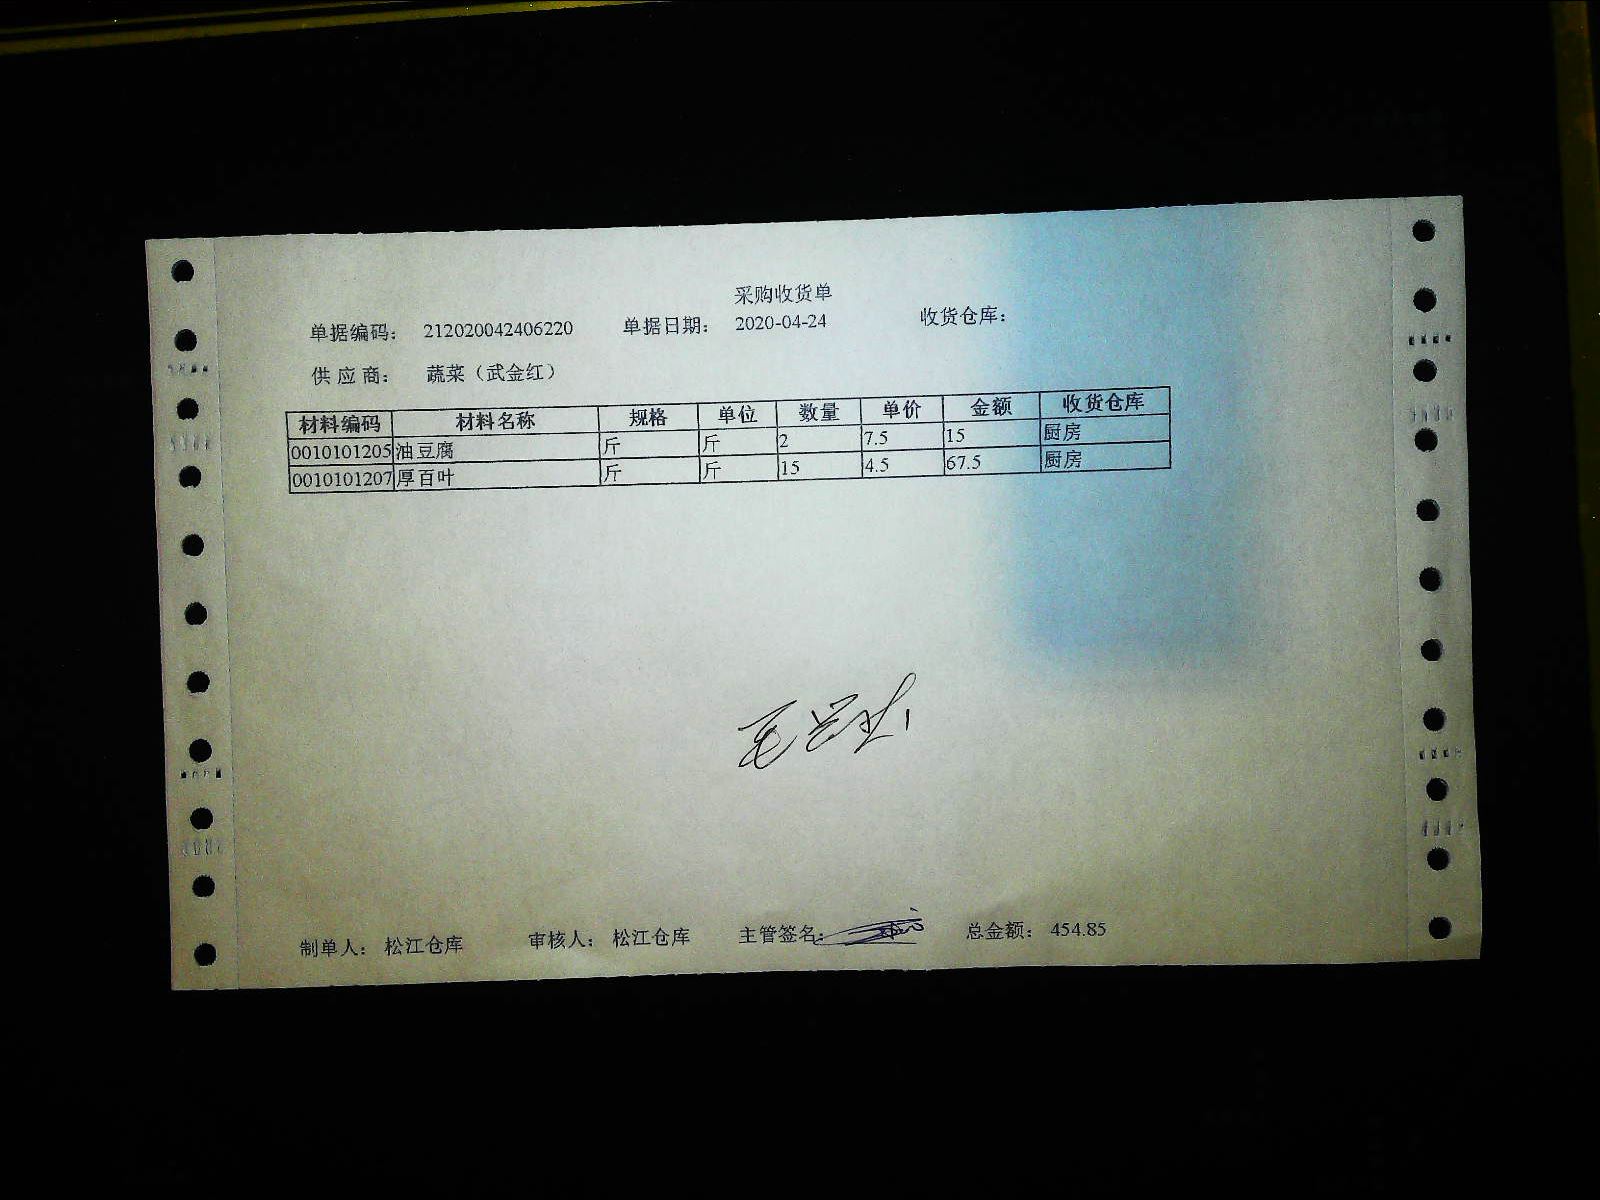 采购收货单
单据编码： 212020042406220 单据日期： 2020-04-24 收货仓库：
供 应 商： 蔬菜（武金红）
材料编码 材料名称 规格 单位 数量 单价 金额 收货仓库
0010101205 油豆腐 斤 斤 2 7.5 15 厨房
0010101207 厚百叶 斤 斤 15 4.5 67.5 厨房
制单人： 松江仓库 审核人： 松江仓库 主管签名： 总金额： 454.85